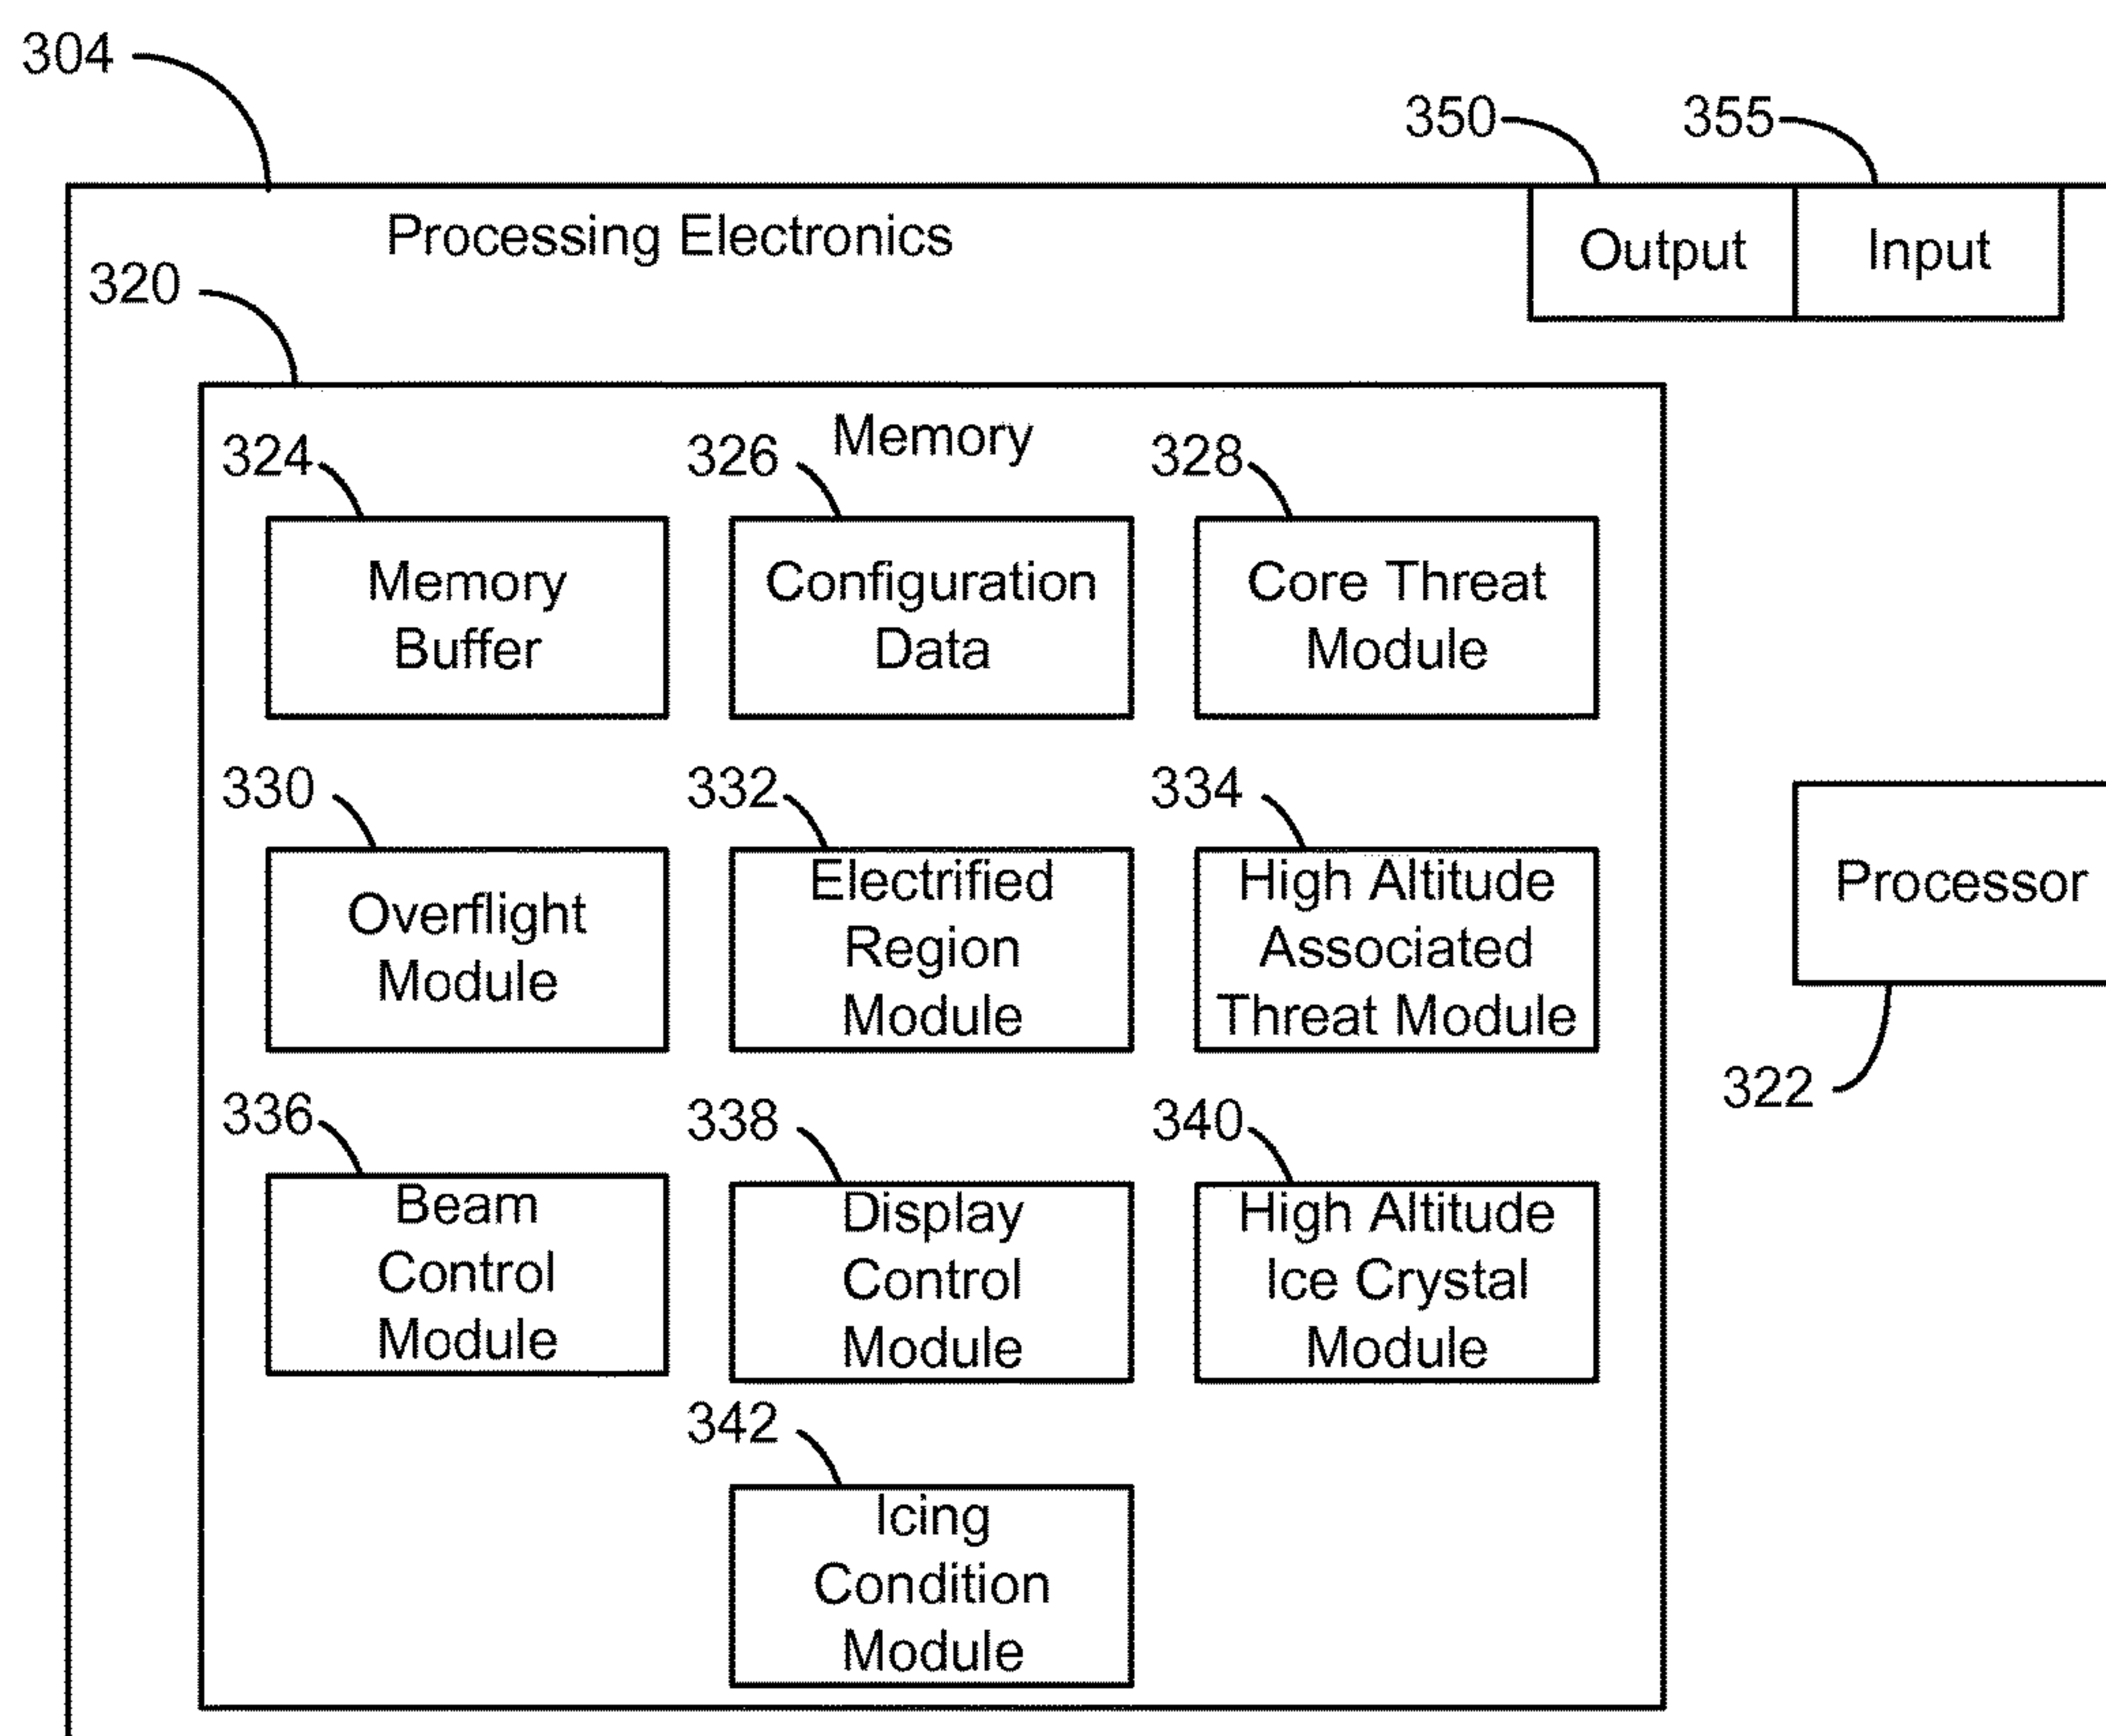 304
350
355
Processing Electronics
Output
Input
320
Memory
324
326
328
Memory
Buffer
Configuration
Data
Core Threat
Module
330
332
334
Overflight
Module
Electrified
Region
Module
High Altitude
Associated
Threat Module
Processor
322
336
338
340
Beam
Control
Module
Display
Control
Module
High Altitude
Ice Crystal
Module
342
Icing
Condition
Module